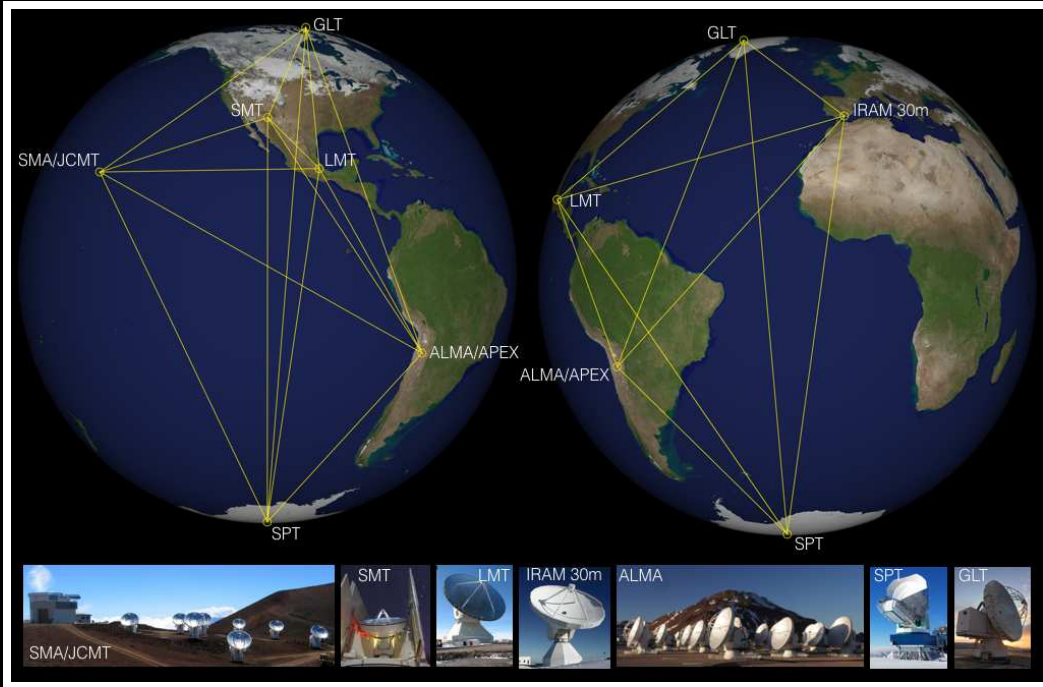 GLT
SMT
SMA/JCMT
LMT
ALMA/APEX
SPT
GLT
IRAM 30m
LMT
ALMA/APEX
SPT
SMA/JCMT
SMT
LMT
IRAM 30m
ALMA
SPT
GLT